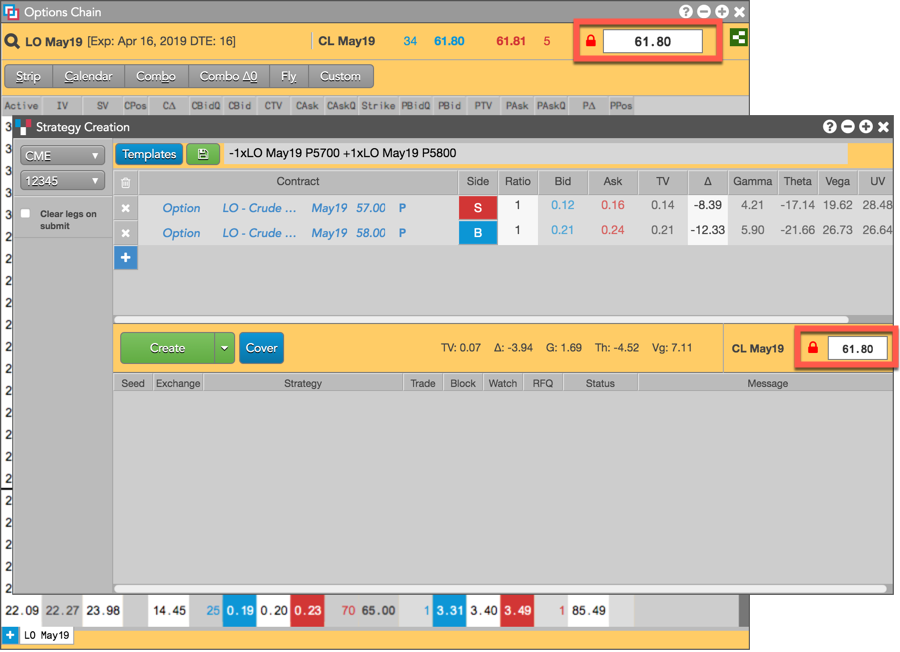 Options Chain
LO May19 [Exp: Apr 16, 2019 DTE: 16] CL May19 34 61.80 61.81 5 61.80
Strip Calendar Combo Combo Δ0 Fly Custom
Active IV SV CPos CΔ CBidQ CBid CTV CAsk CAskQ Strike PBidQ PBid PTV PAsk PAskQ PΔ PPos
Strategy Creation
CME Templates -1xLO May19 P5700 +1xLO May19 P5800
12345 Contract Side Ratio Bid Ask TV Δ Gamma Theta Vega UV
Option LO - Crude ... May19 57.00 P S 1 0.12 0.16 0.14 -8.39 4.21 -17.14 19.62 28.48
Clear legs on
submit
Option LO - Crude ... May19 58.00 P B 1 0.21 0.24 0.21 -12.33 5.90 -21.66 26.73 26.64
Create Cover TV: 0.07 Δ: -3.94 G: 1.69 Th: -4.52 Vg: 7.11 CL May19 61.80
Seed Exchange Strategy Trade Block Watch RFQ Status Message
22.09 22.27 23.98 14.45 25 0.19 0.20 0.23 70 65.00 1 3.31 3.40 3.49 1 85.49
LO May19